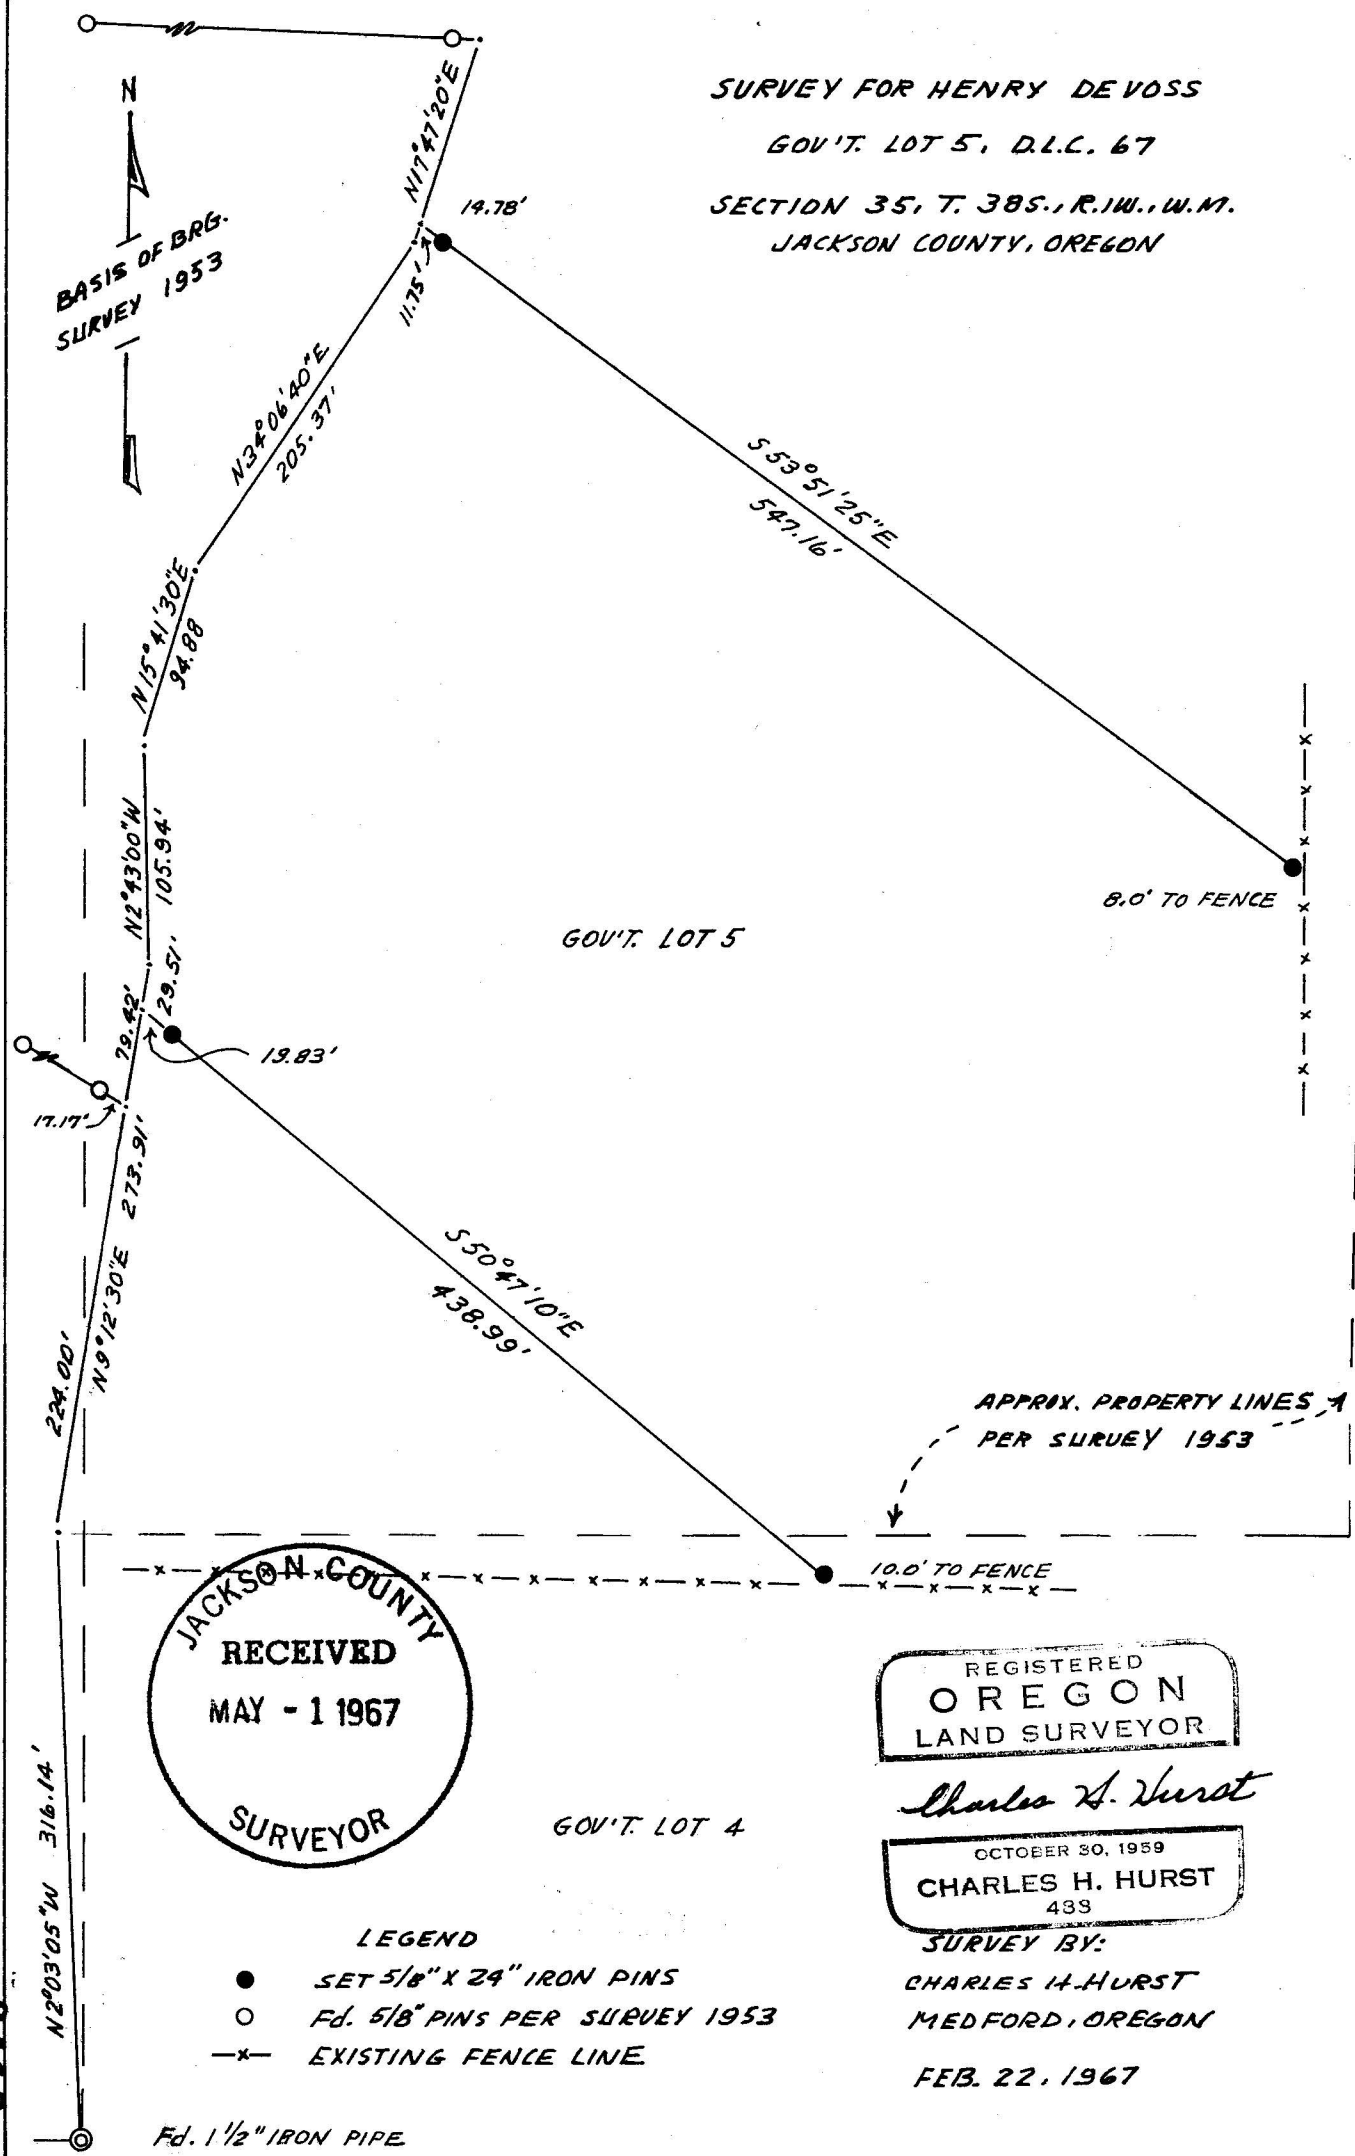 SURVEY FOR HENRY DEVOSS
GOV'T. LOT 5, D.L.C. 67
SECTION 35, T. 38S., R.1W., W.M.
JACKSON COUNTY, OREGON
N
BASIS OF BRG.
SURVEY 1953
N17°47'20"E
14.78'
11.75'
N34°06'40"E
205.37'
S53°51'25"E
547.16'
N15°41'30"E
94.88
N2°43'00"W
105.94'
8.0' TO FENCE
GOV'T. LOT 5
29.51'
79.42'
19.83'
17.17'
N9°12'30"E 273.91'
224.00'
S50°47'10"E
438.99'
APPROX. PROPERTY LINES
PER SURVEY 1953
10.0' TO FENCE
JACKSON COUNTY
RECEIVED
MAY - 1 1967
SURVEYOR
REGISTERED
OREGON
LAND SURVEYOR
Charles H. Hurst
OCTOBER 30, 1959
CHARLES H. HURST
433
N2°03'05"W 316.14'
GOV'T. LOT 4
LEGEND
SET 5/8" X 24" IRON PINS
Fd. 5/8" PINS PER SURVEY 1953
-x- EXISTING FENCE LINE
Fd. 1 1/2" IRON PIPE
SURVEY BY:
CHARLES H. HURST
MEDFORD, OREGON
FEB. 22, 1967